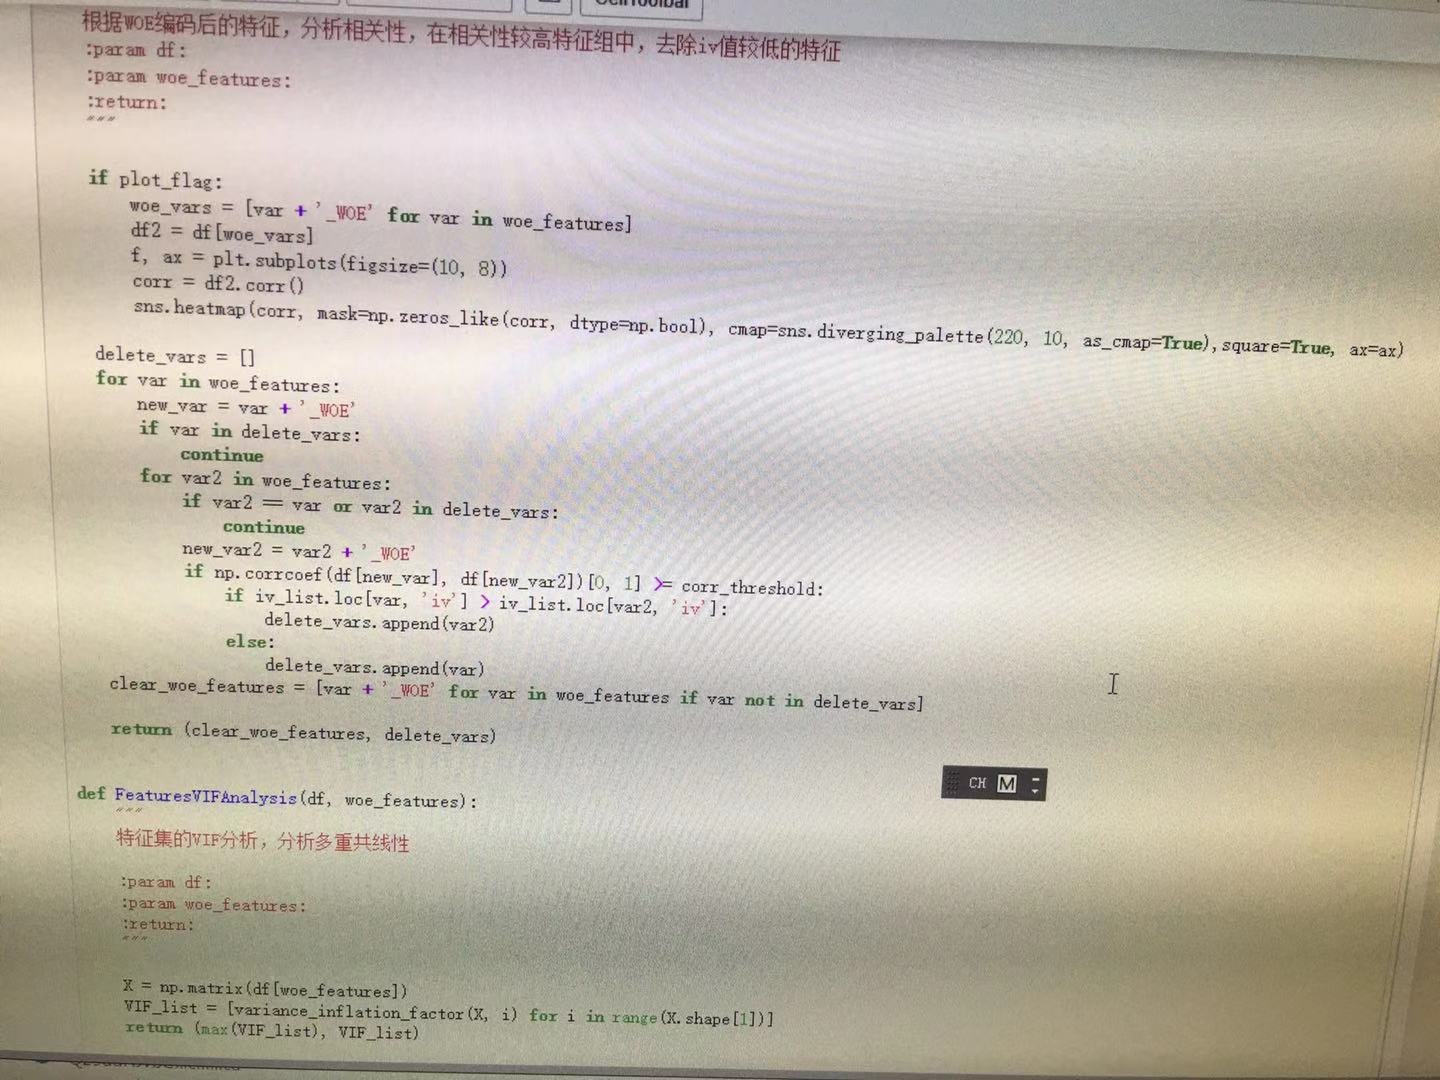 CellToolbar
根据WOE编码后的特征，分析相关性，在相关性较高特征组中，去除iv值较低的特征
:param df:
:param woe_features:
:return:
"""
if plot_flag:
woe_vars = [var + '_WOE' for var in woe_features]
df2 = df[woe_vars]
f, ax = plt.subplots(figsize=(10, 8))
corr = df2.corr()
sns.heatmap(corr, mask=np.zeros_like(corr, dtype=np.bool), cmap=sns.diverging_palette(220, 10, as_cmap=True),square=True, ax=ax)
delete_vars = []
for var in woe_features:
new_var = var + '_WOE'
if var in delete_vars:
continue
for var2 in woe_features:
if var2 == var or var2 in delete_vars:
continue
new_var2 = var2 + '_WOE'
if np.corrcoef(df[new_var], df[new_var2])[0, 1] >= corr_threshold:
if iv_list.loc[var, 'iv'] > iv_list.loc[var2, 'iv']:
delete_vars.append(var2)
else:
delete_vars.append(var)
clear_woe_features = [var + '_WOE' for var in woe_features if var not in delete_vars]
return (clear_woe_features, delete_vars)
CH M
def FeaturesVIFAnalysis(df, woe_features):
"""
特征集的VIF分析，分析多重共线性
:param df:
:param woe_features:
:return:
"""
X = np.matrix(df[woe_features])
VIF_list = [variance_inflation_factor(X, i) for i in range(X.shape[1])]
return (max(VIF_list), VIF_list)